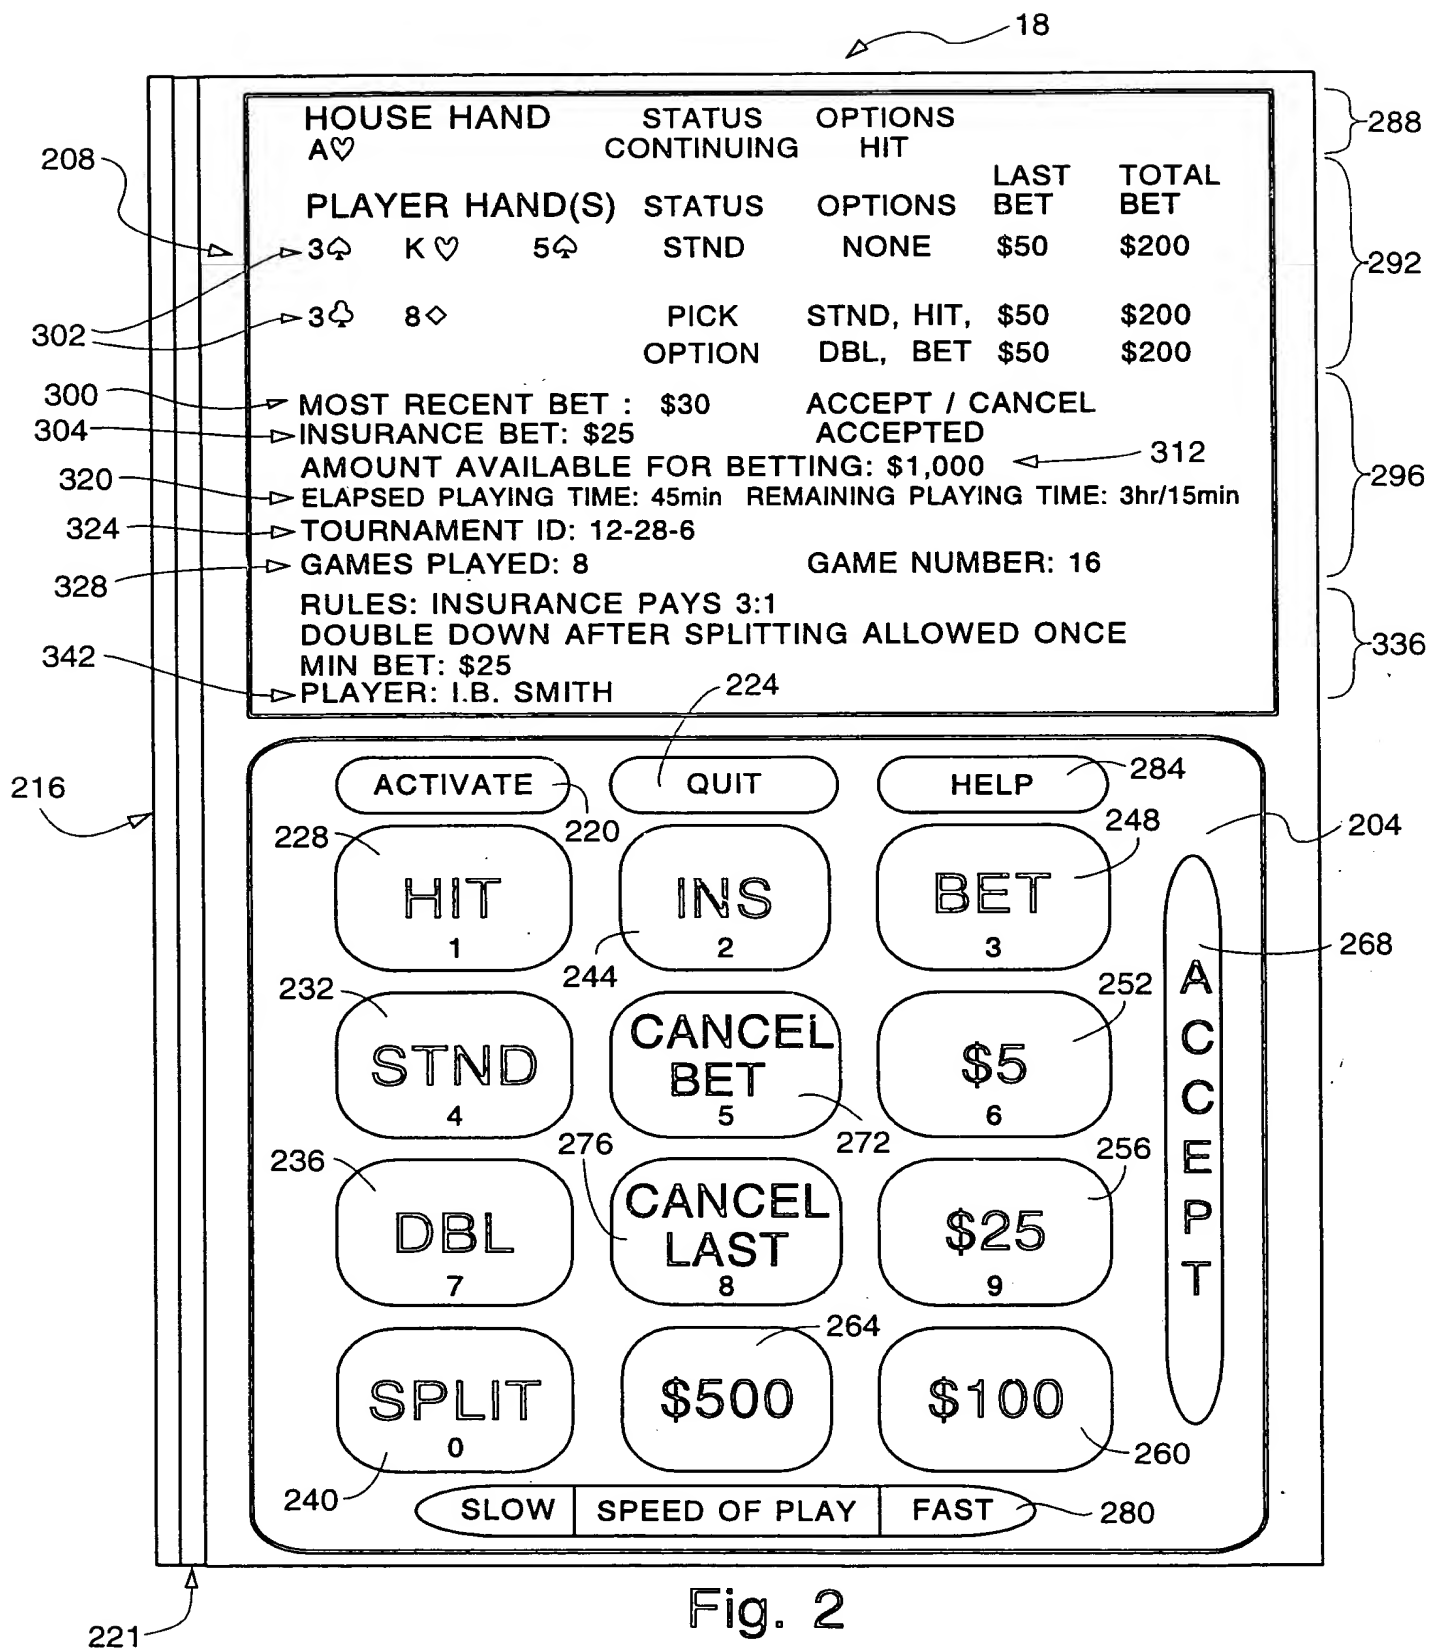 18
HOUSE HAND STATUS OPTIONS
A♡ CONTINUING HIT
288
208
LAST TOTAL
PLAYER HAND(S) STATUS OPTIONS BET BET
3♤ K♡ 5♤ STND NONE $50 $200
292
302
3♧ 8◇ PICK STND, HIT, $50 $200
OPTION DBL, BET $50 $200
300 MOST RECENT BET : $30 ACCEPT / CANCEL
304 INSURANCE BET: $25 ACCEPTED
AMOUNT AVAILABLE FOR BETTING: $1,000 312
296
320 ELAPSED PLAYING TIME: 45min REMAINING PLAYING TIME: 3hr/15min
324 TOURNAMENT ID: 12-28-6
328 GAMES PLAYED: 8 GAME NUMBER: 16
RULES: INSURANCE PAYS 3:1
DOUBLE DOWN AFTER SPLITTING ALLOWED ONCE
336
MIN BET: $25
342 PLAYER: I.B. SMITH
224
216
ACTIVATE QUIT HELP 284
220
228 248 204
HIT INS BET
1 2 3
244 268
ACCEPT
232 252
STND CANCEL BET $5
4 5 6
272
236 276 256
DBL CANCEL LAST $25
7 8 9
264
SPLIT $500 $100
0
240 260
SLOW SPEED OF PLAY FAST 280
221
Fig. 2